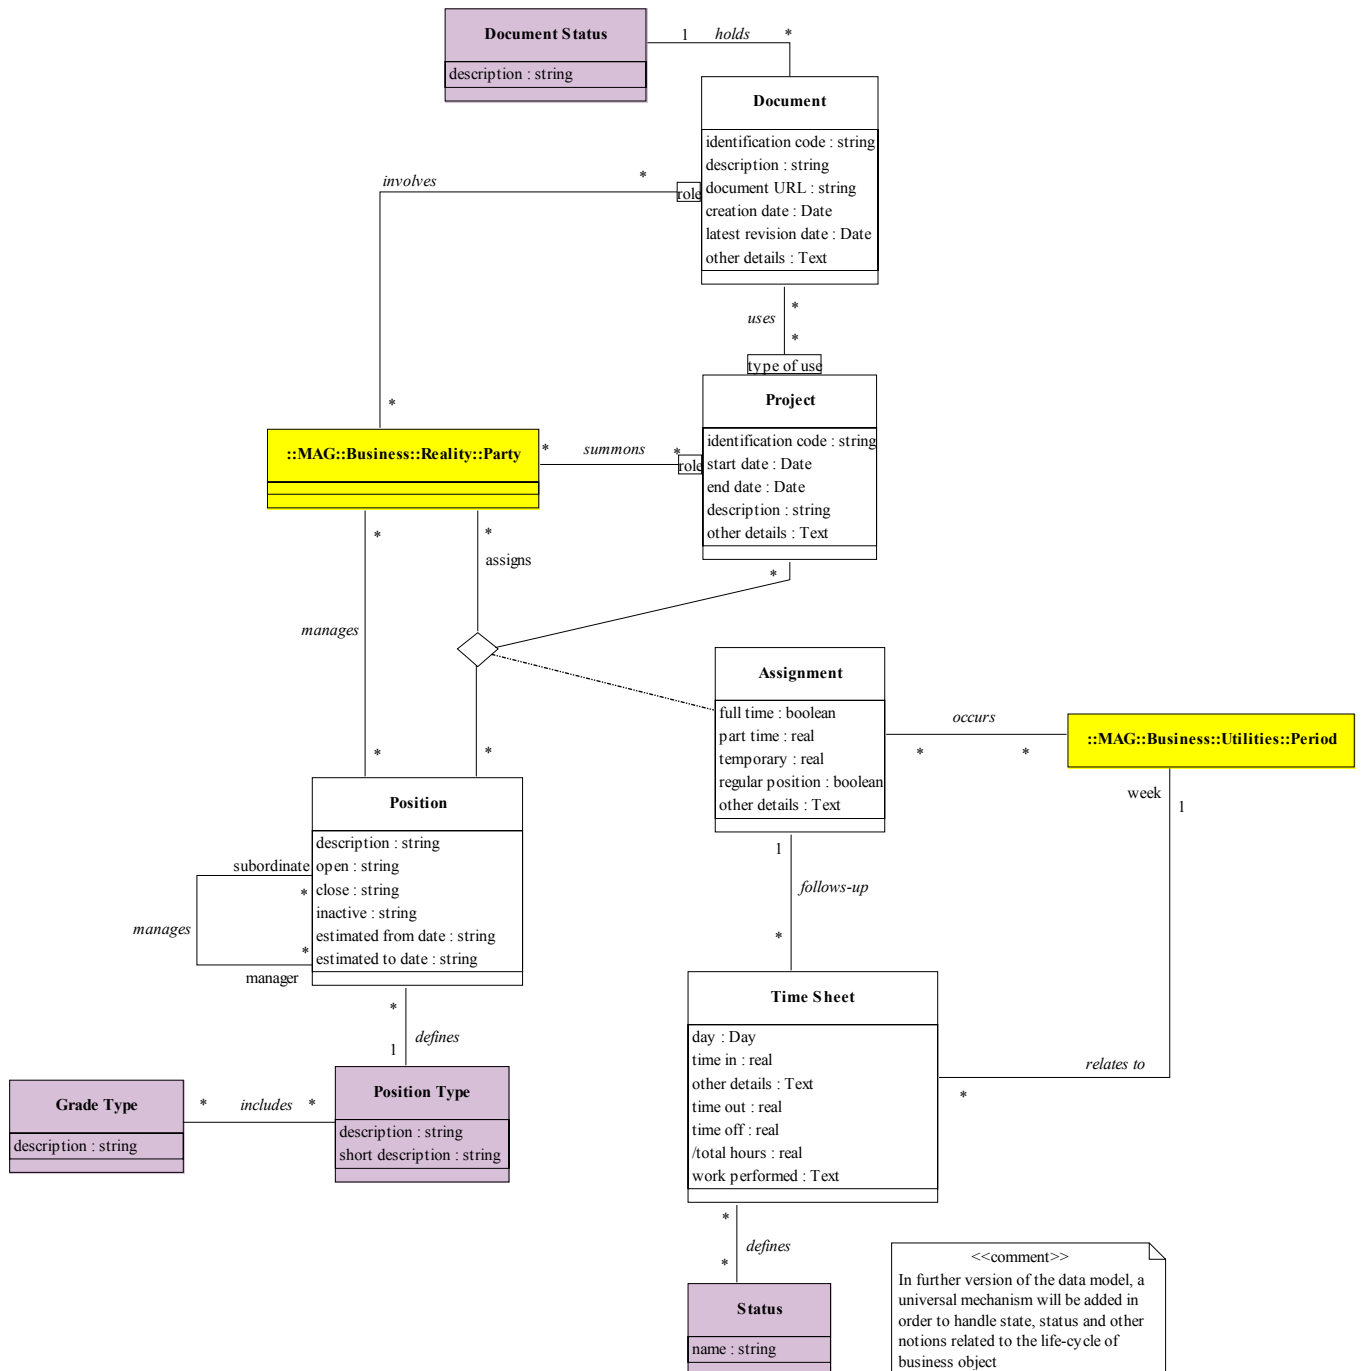 Document Status
description : string
1 holds *
Document
identification code : string
description : string
document URL : string
creation date : Date
latest revision date : Date
other details : Text
involves
*
role
*
uses
*
*
type of use
Project
identification code : string
start date : Date
end date : Date
description : string
other details : Text
::MAG::Business::Reality::Party
* summons *
role
*
*
assigns
*
manages
*
*
Assignment
full time : boolean
part time : real
temporary : real
regular position : boolean
other details : Text
occurs
* *
::MAG::Business::Utilities::Period
week
1
Position
description : string
open : string
close : string
inactive : string
estimated from date : string
estimated to date : string
subordinate
*
manages
*
manager
1
follows-up
*
Time Sheet
day : Day
time in : real
other details : Text
time out : real
time off : real
/total hours : real
work performed : Text
relates to
*
*
defines
1
Grade Type
description : string
* includes *
Position Type
description : string
short description : string
*
defines
*
Status
name : string
<<comment>>
In further version of the data model, a
universal mechanism will be added in
order to handle state, status and other
notions related to the life-cycle of
business object